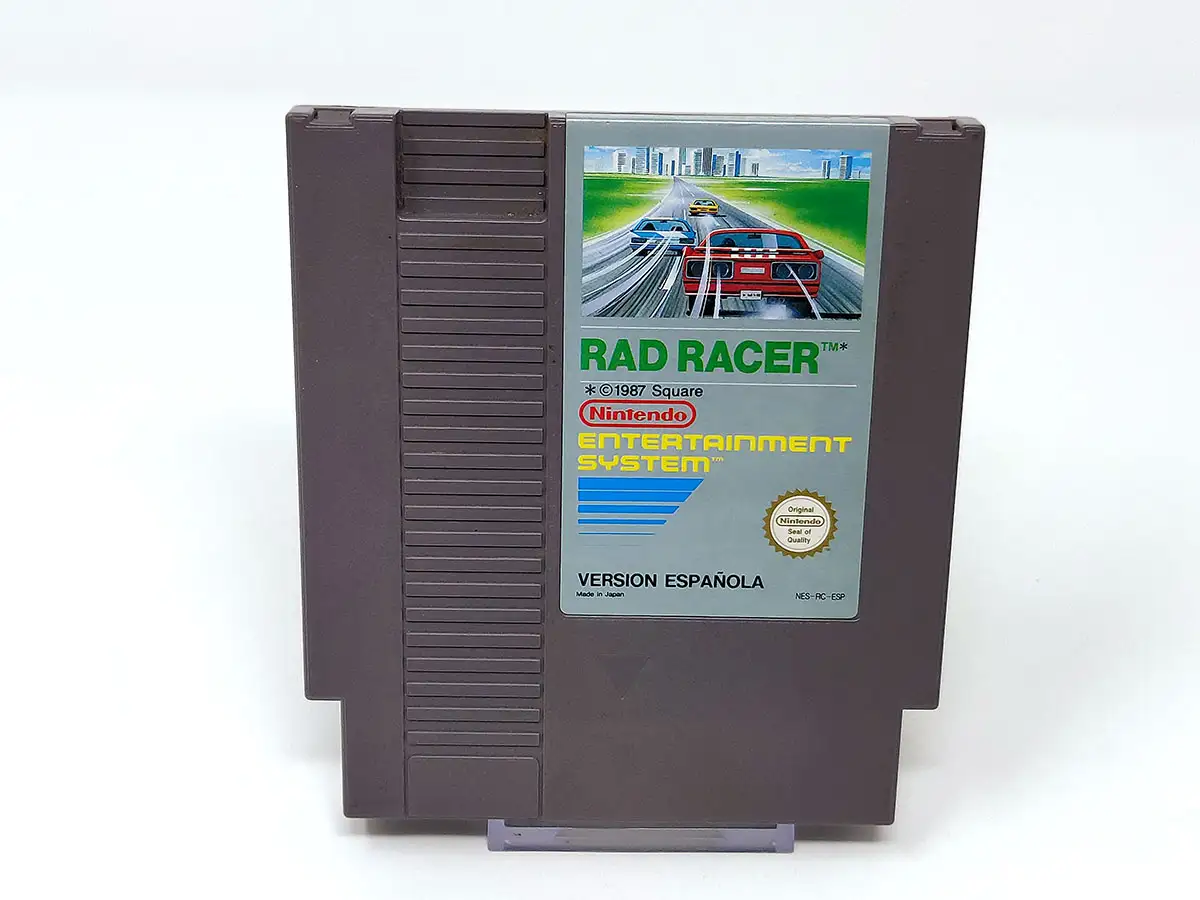 RAD RACER™*
*©1987 Square
Nintendo
ENTERTAINMENT
SYSTEM™
Original
Nintendo
Seal of
Quality
VERSION ESPAÑOLA
Made in Japan
NES-RC-ESP